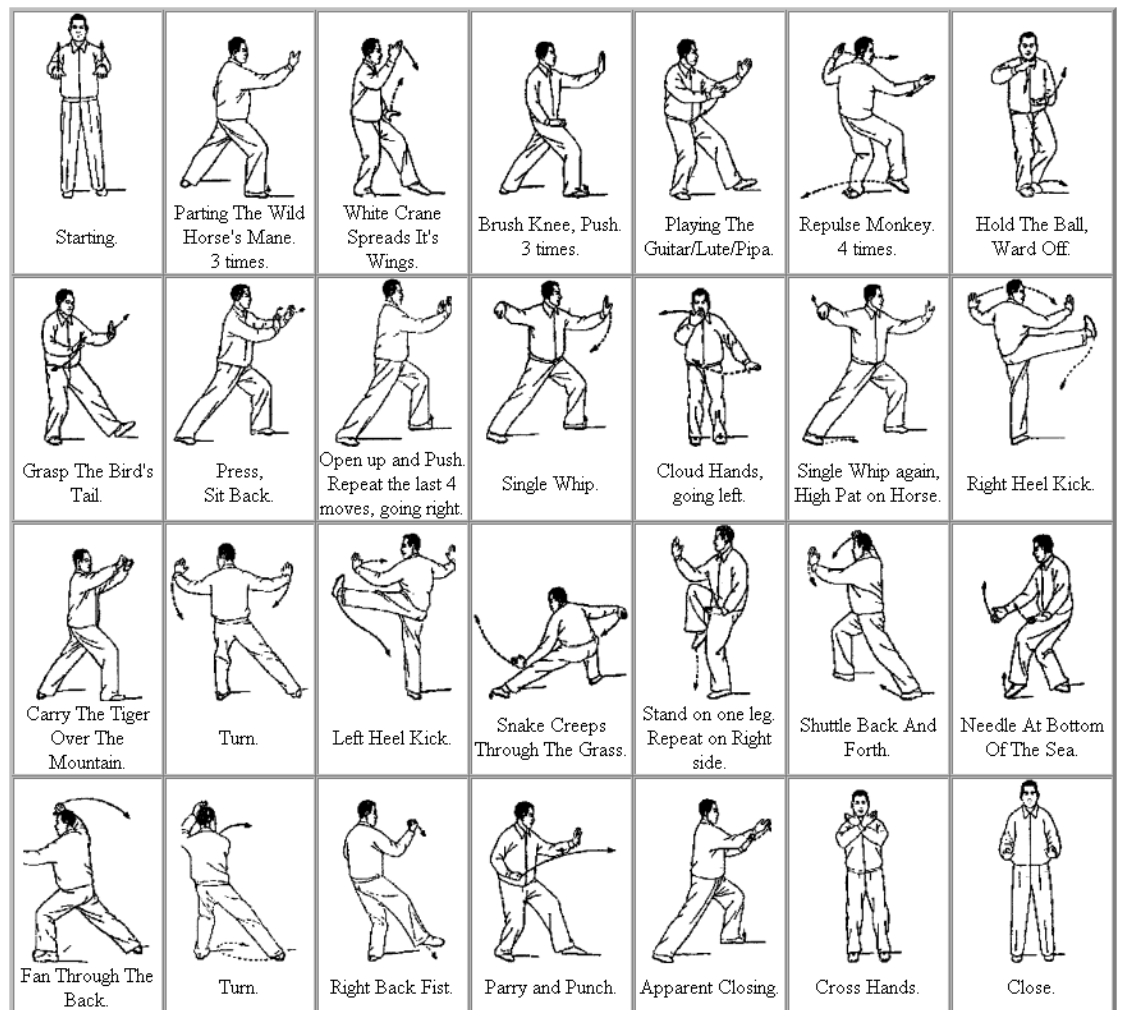 Starting.
Parting The Wild
Horse's Mane.
3 times.
White Crane
Spreads It's
Wings.
Brush Knee, Push.
3 times.
Playing The
Guitar/Lute/Pipa.
Repulse Monkey.
4 times.
Hold The Ball,
Ward Off.
Grasp The Bird's
Tail.
Press,
Sit Back.
Open up and Push.
Repeat the last 4
moves, going right.
Single Whip.
Cloud Hands,
going left.
Single Whip again,
High Pat on Horse.
Right Heel Kick.
Carry The Tiger
Over The
Mountain.
Turn.
Left Heel Kick.
Snake Creeps
Through The Grass.
Stand on one leg.
Repeat on Right
side.
Shuttle Back And
Forth.
Needle At Bottom
Of The Sea.
Fan Through The
Back.
Turn.
Right Back Fist.
Parry and Punch.
Apparent Closing.
Cross Hands.
Close.